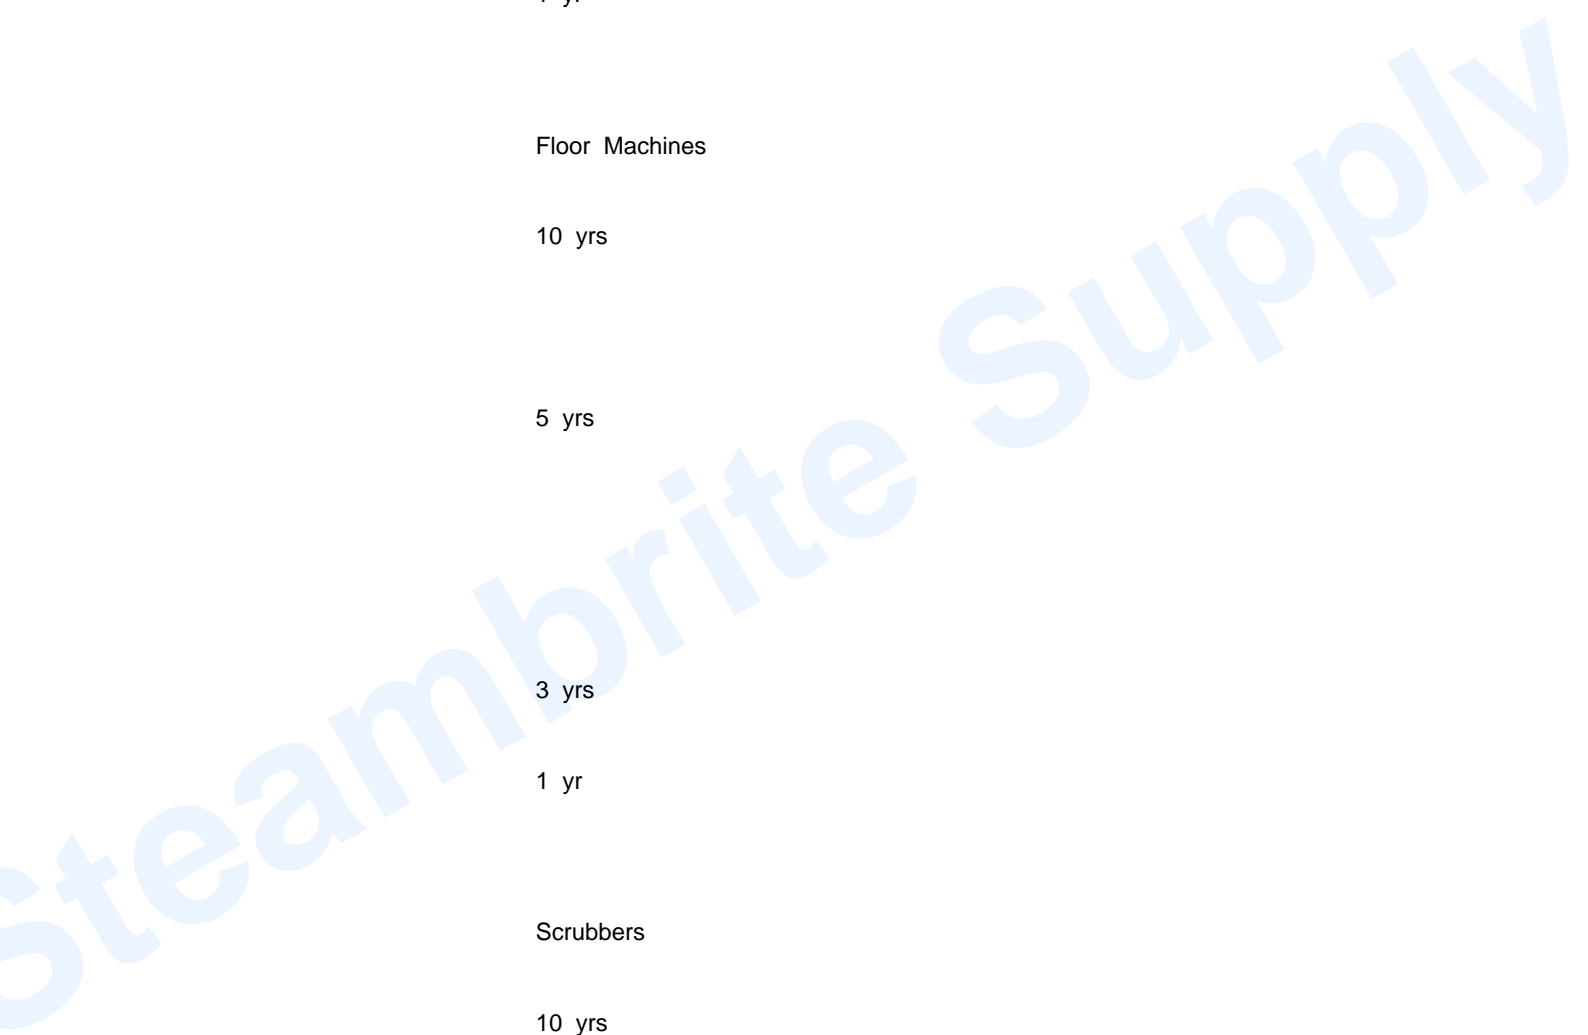 Floor Machines
10 yrs
5 yrs
3 yrs
1 yr
Scrubbers
10 yrs
Steambrite Supply